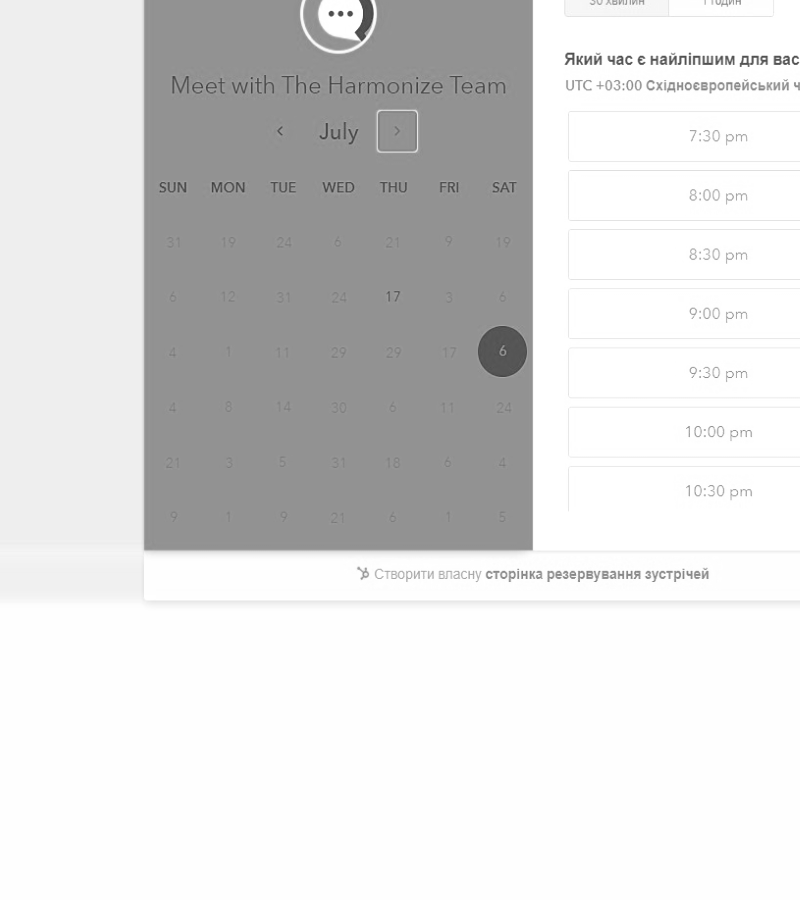 30 хвилин 1 годин
Який час є найліпшим для вас
Meet with The Harmonize Team
UTC +03:00 Східноєвропейський ч
July
7:30 pm
SUN MON TUE WED THU FRI SAT
8:00 pm
31 19 24 6 21 9 19
8:30 pm
6 12 31 24 17 3 6
9:00 pm
4 1 11 29 29 17 6
9:30 pm
4 8 14 30 6 11 24
10:00 pm
21 3 5 31 18 6 4
10:30 pm
9 1 9 21 6 1 5
Створити власну сторінка резервування зустрічей